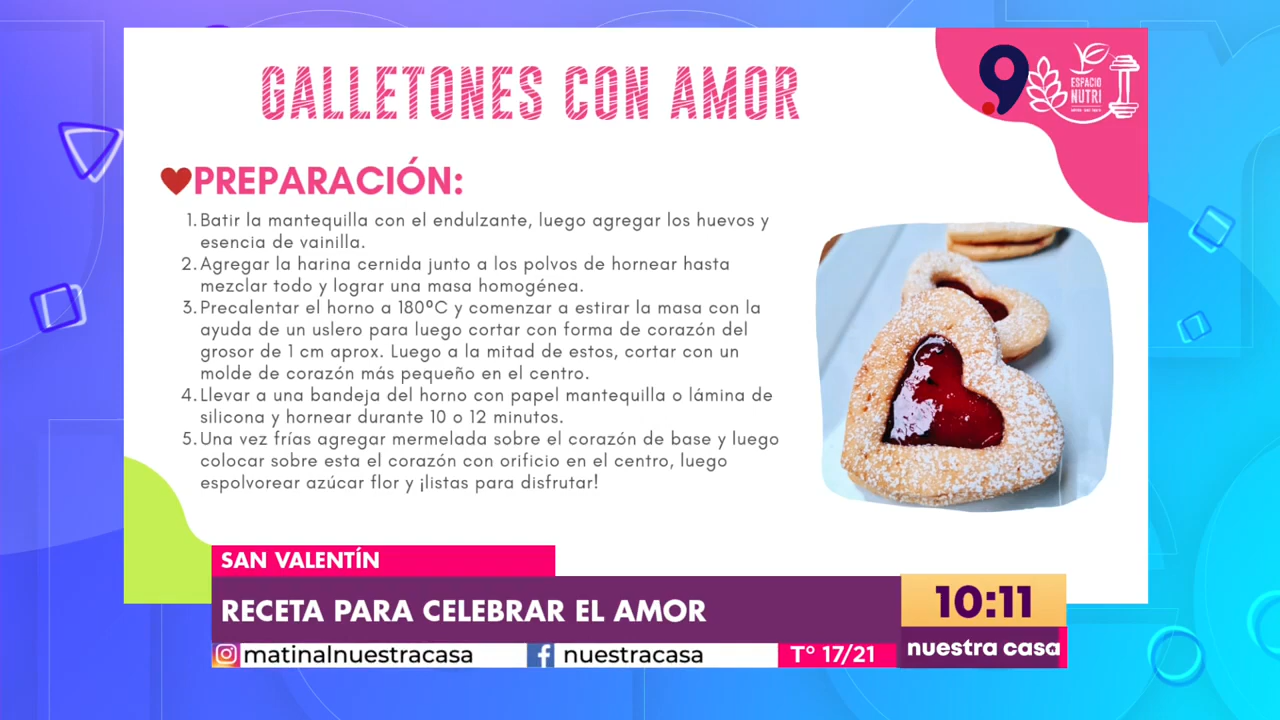 GALLETONES CON AMOR
9
ESPACIO
NUTRI
PREPARACIÓN:
1. Batir la mantequilla con el endulzante, luego agregar los huevos y
esencia de vainilla.
2. Agregar la harina cernida junto a los polvos de hornear hasta
mezclar todo y lograr una masa homogénea.
3. Precalentar el horno a 180°C y comenzar a estirar la masa con la
ayuda de un uslero para luego cortar con forma de corazón del
grosor de 1 cm aprox. Luego a la mitad de estos, cortar con un
molde de corazón más pequeño en el centro.
4. Llevar a una bandeja del horno con papel mantequilla o lámina de
silicona y hornear durante 10 o 12 minutos.
5. Una vez frías agregar mermelada sobre el corazón de base y luego
colocar sobre esta el corazón con orificio en el centro, luego
espolvorear azúcar flor y ¡listas para disfrutar!
SAN VALENTÍN
RECETA PARA CELEBRAR EL AMOR
10:11
matinalnuestracasa
nuestracasa
T° 17/21
nuestra casa